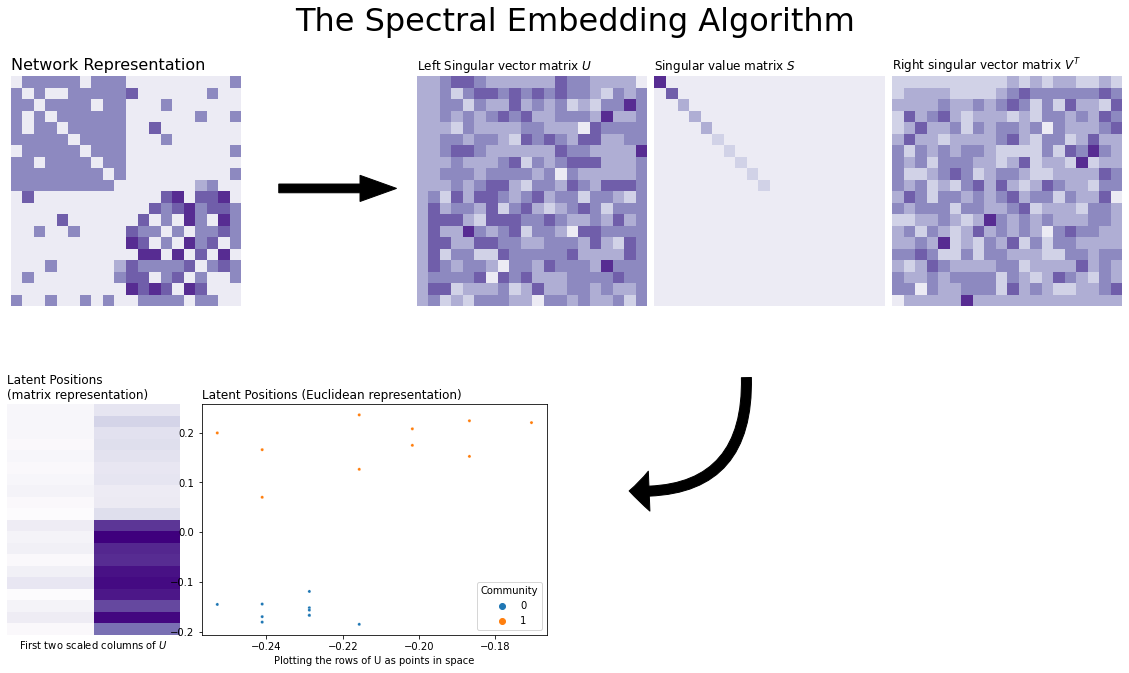 The Spectral Embedding Algorithm
Network Representation
Left Singular vector matrix U
Singular value matrix S
Right singular vector matrix V^T
Latent Positions
(matrix representation)
First two scaled columns of U
Latent Positions (Euclidean representation)
0.2
0.1
0.0
−0.1
−0.2
−0.24
−0.22
−0.20
−0.18
Plotting the rows of U as points in space
Community
0
1